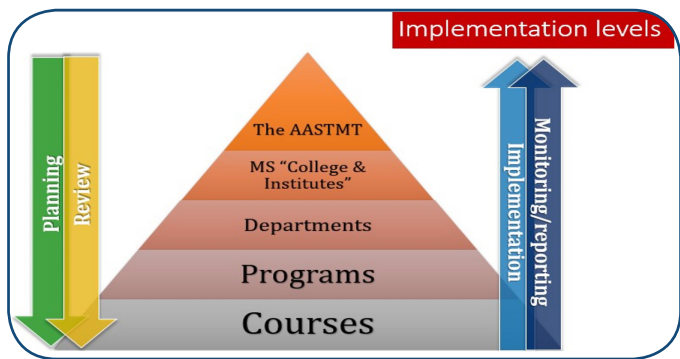 Implementation levels
The AASTMT
MS “College &
Institutes”
Departments
Programs
Courses
Planning
Review
Implementation
Monitoring/reporting